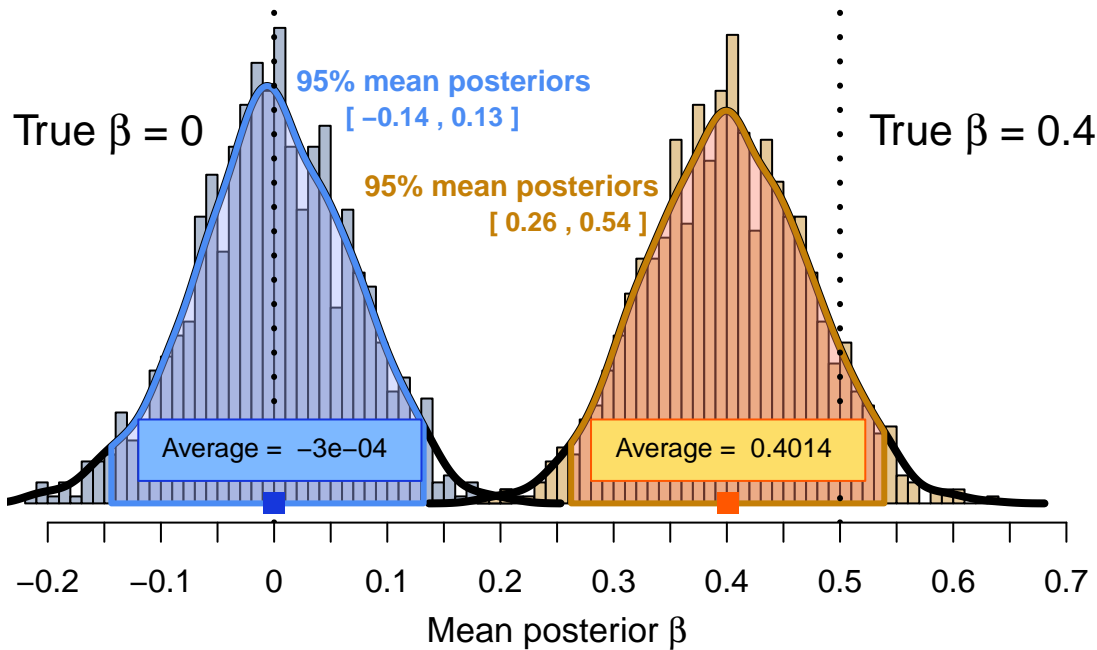 95% mean posteriors
[ −0.14 , 0.13 ]
True β = 0
True β = 0.4
95% mean posteriors
[ 0.26 , 0.54 ]
Average = −3e−04
Average = 0.4014
−0.2 −0.1 0 0.1 0.2 0.3 0.4 0.5 0.6 0.7
Mean posterior β